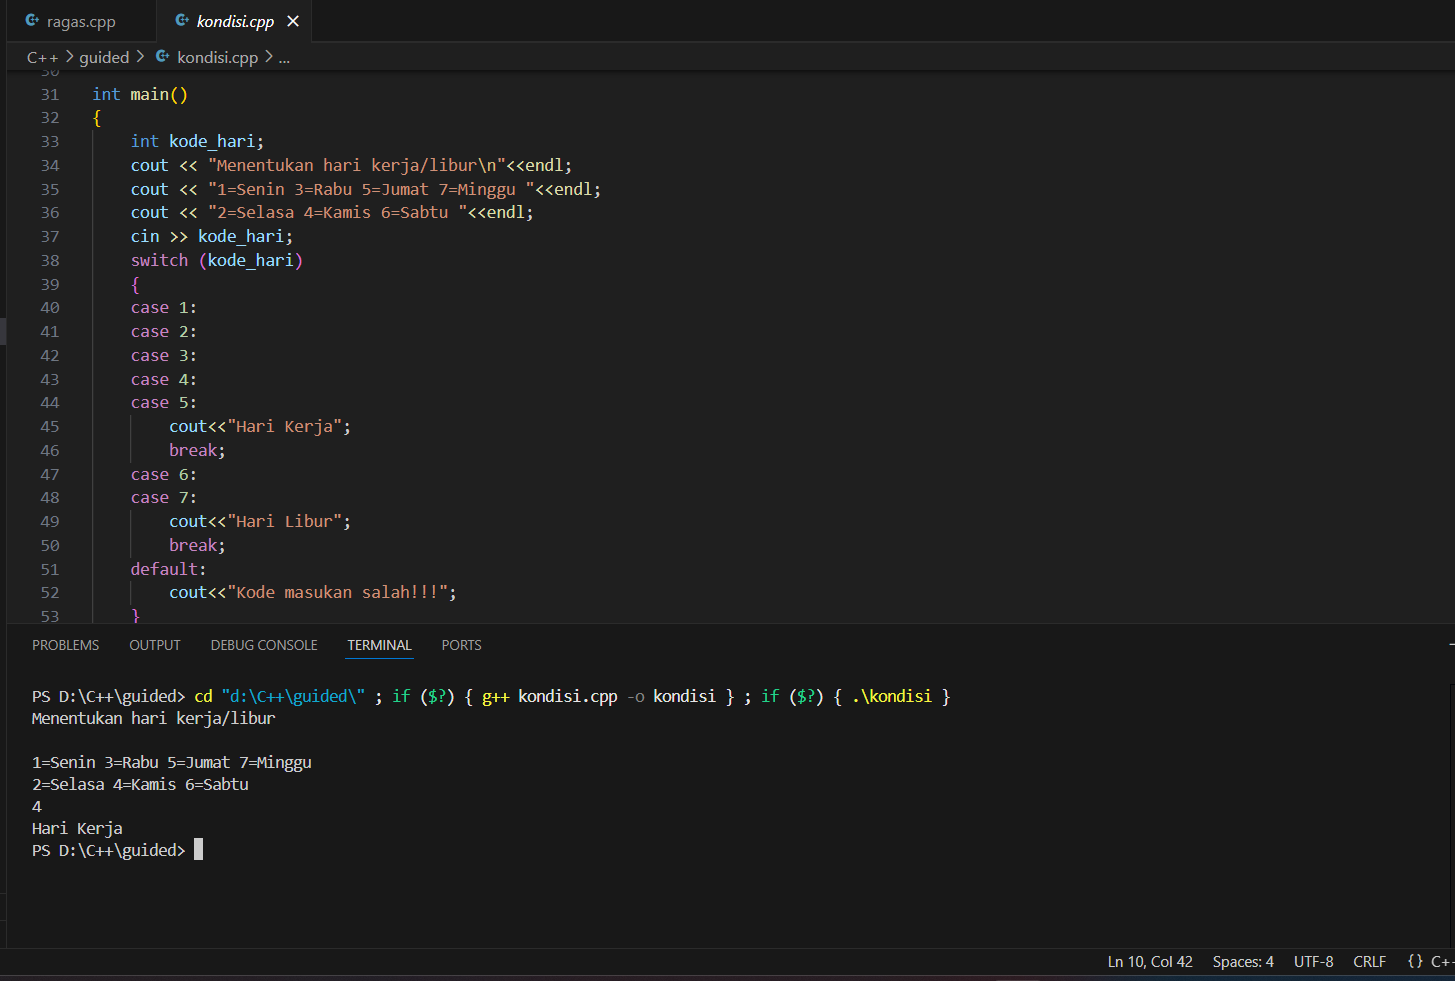 ragas.cpp
kondisi.cpp
C++ > guided > kondisi.cpp > ...
30
31 int main()
32 {
33 int kode_hari;
34 cout << "Menentukan hari kerja/libur\n"<<endl;
35 cout << "1=Senin 3=Rabu 5=Jumat 7=Minggu "<<endl;
36 cout << "2=Selasa 4=Kamis 6=Sabtu "<<endl;
37 cin >> kode_hari;
38 switch (kode_hari)
39 {
40 case 1:
41 case 2:
42 case 3:
43 case 4:
44 case 5:
45 cout<<"Hari Kerja";
46 break;
47 case 6:
48 case 7:
49 cout<<"Hari Libur";
50 break;
51 default:
52 cout<<"Kode masukan salah!!!";
53 }
PROBLEMS OUTPUT DEBUG CONSOLE TERMINAL PORTS
PS D:\C++\guided> cd "d:\C++\guided\" ; if ($?) { g++ kondisi.cpp -o kondisi } ; if ($?) { .\kondisi }
Menentukan hari kerja/libur
1=Senin 3=Rabu 5=Jumat 7=Minggu
2=Selasa 4=Kamis 6=Sabtu
4
Hari Kerja
PS D:\C++\guided>
Ln 10, Col 42 Spaces: 4 UTF-8 CRLF {} C+